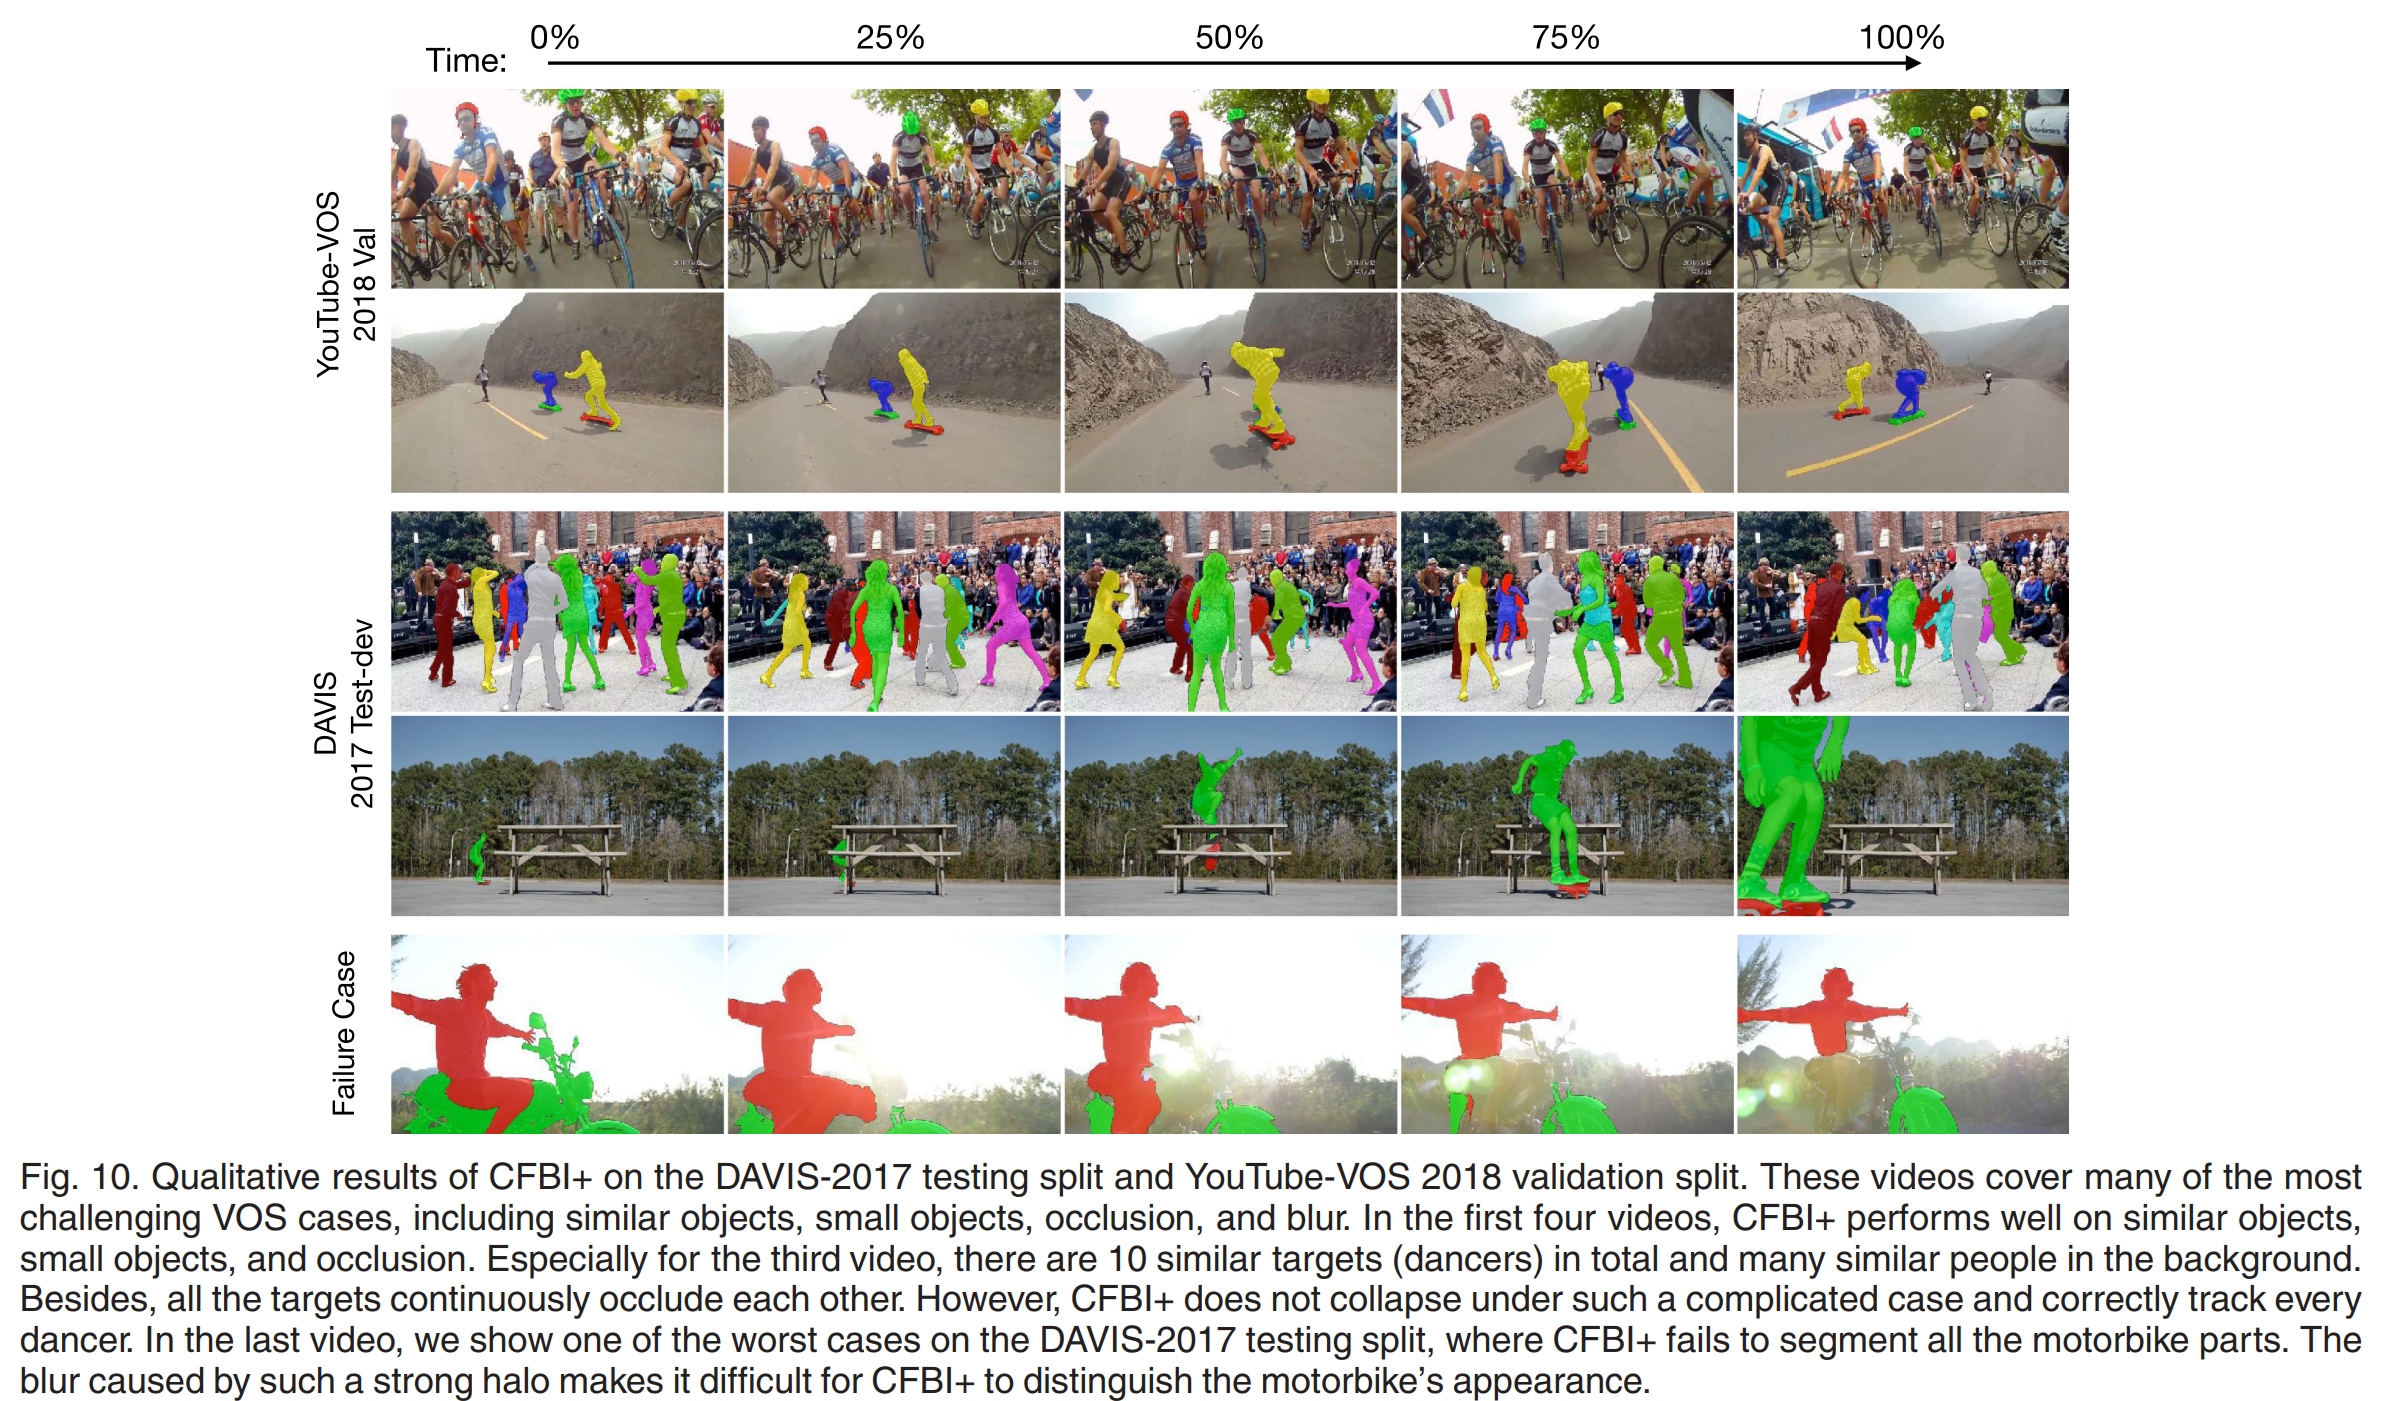 0% 25% 50% 75% 100%
Time:
YouTube-VOS
2018 Val
DAVIS
2017 Test-dev
Failure Case
Fig. 10. Qualitative results of CFBI+ on the DAVIS-2017 testing split and YouTube-VOS 2018 validation split. These videos cover many of the most
challenging VOS cases, including similar objects, small objects, occlusion, and blur. In the first four videos, CFBI+ performs well on similar objects,
small objects, and occlusion. Especially for the third video, there are 10 similar targets (dancers) in total and many similar people in the background.
Besides, all the targets continuously occlude each other. However, CFBI+ does not collapse under such a complicated case and correctly track every
dancer. In the last video, we show one of the worst cases on the DAVIS-2017 testing split, where CFBI+ fails to segment all the motorbike parts. The
blur caused by such a strong halo makes it difficult for CFBI+ to distinguish the motorbike’s appearance.